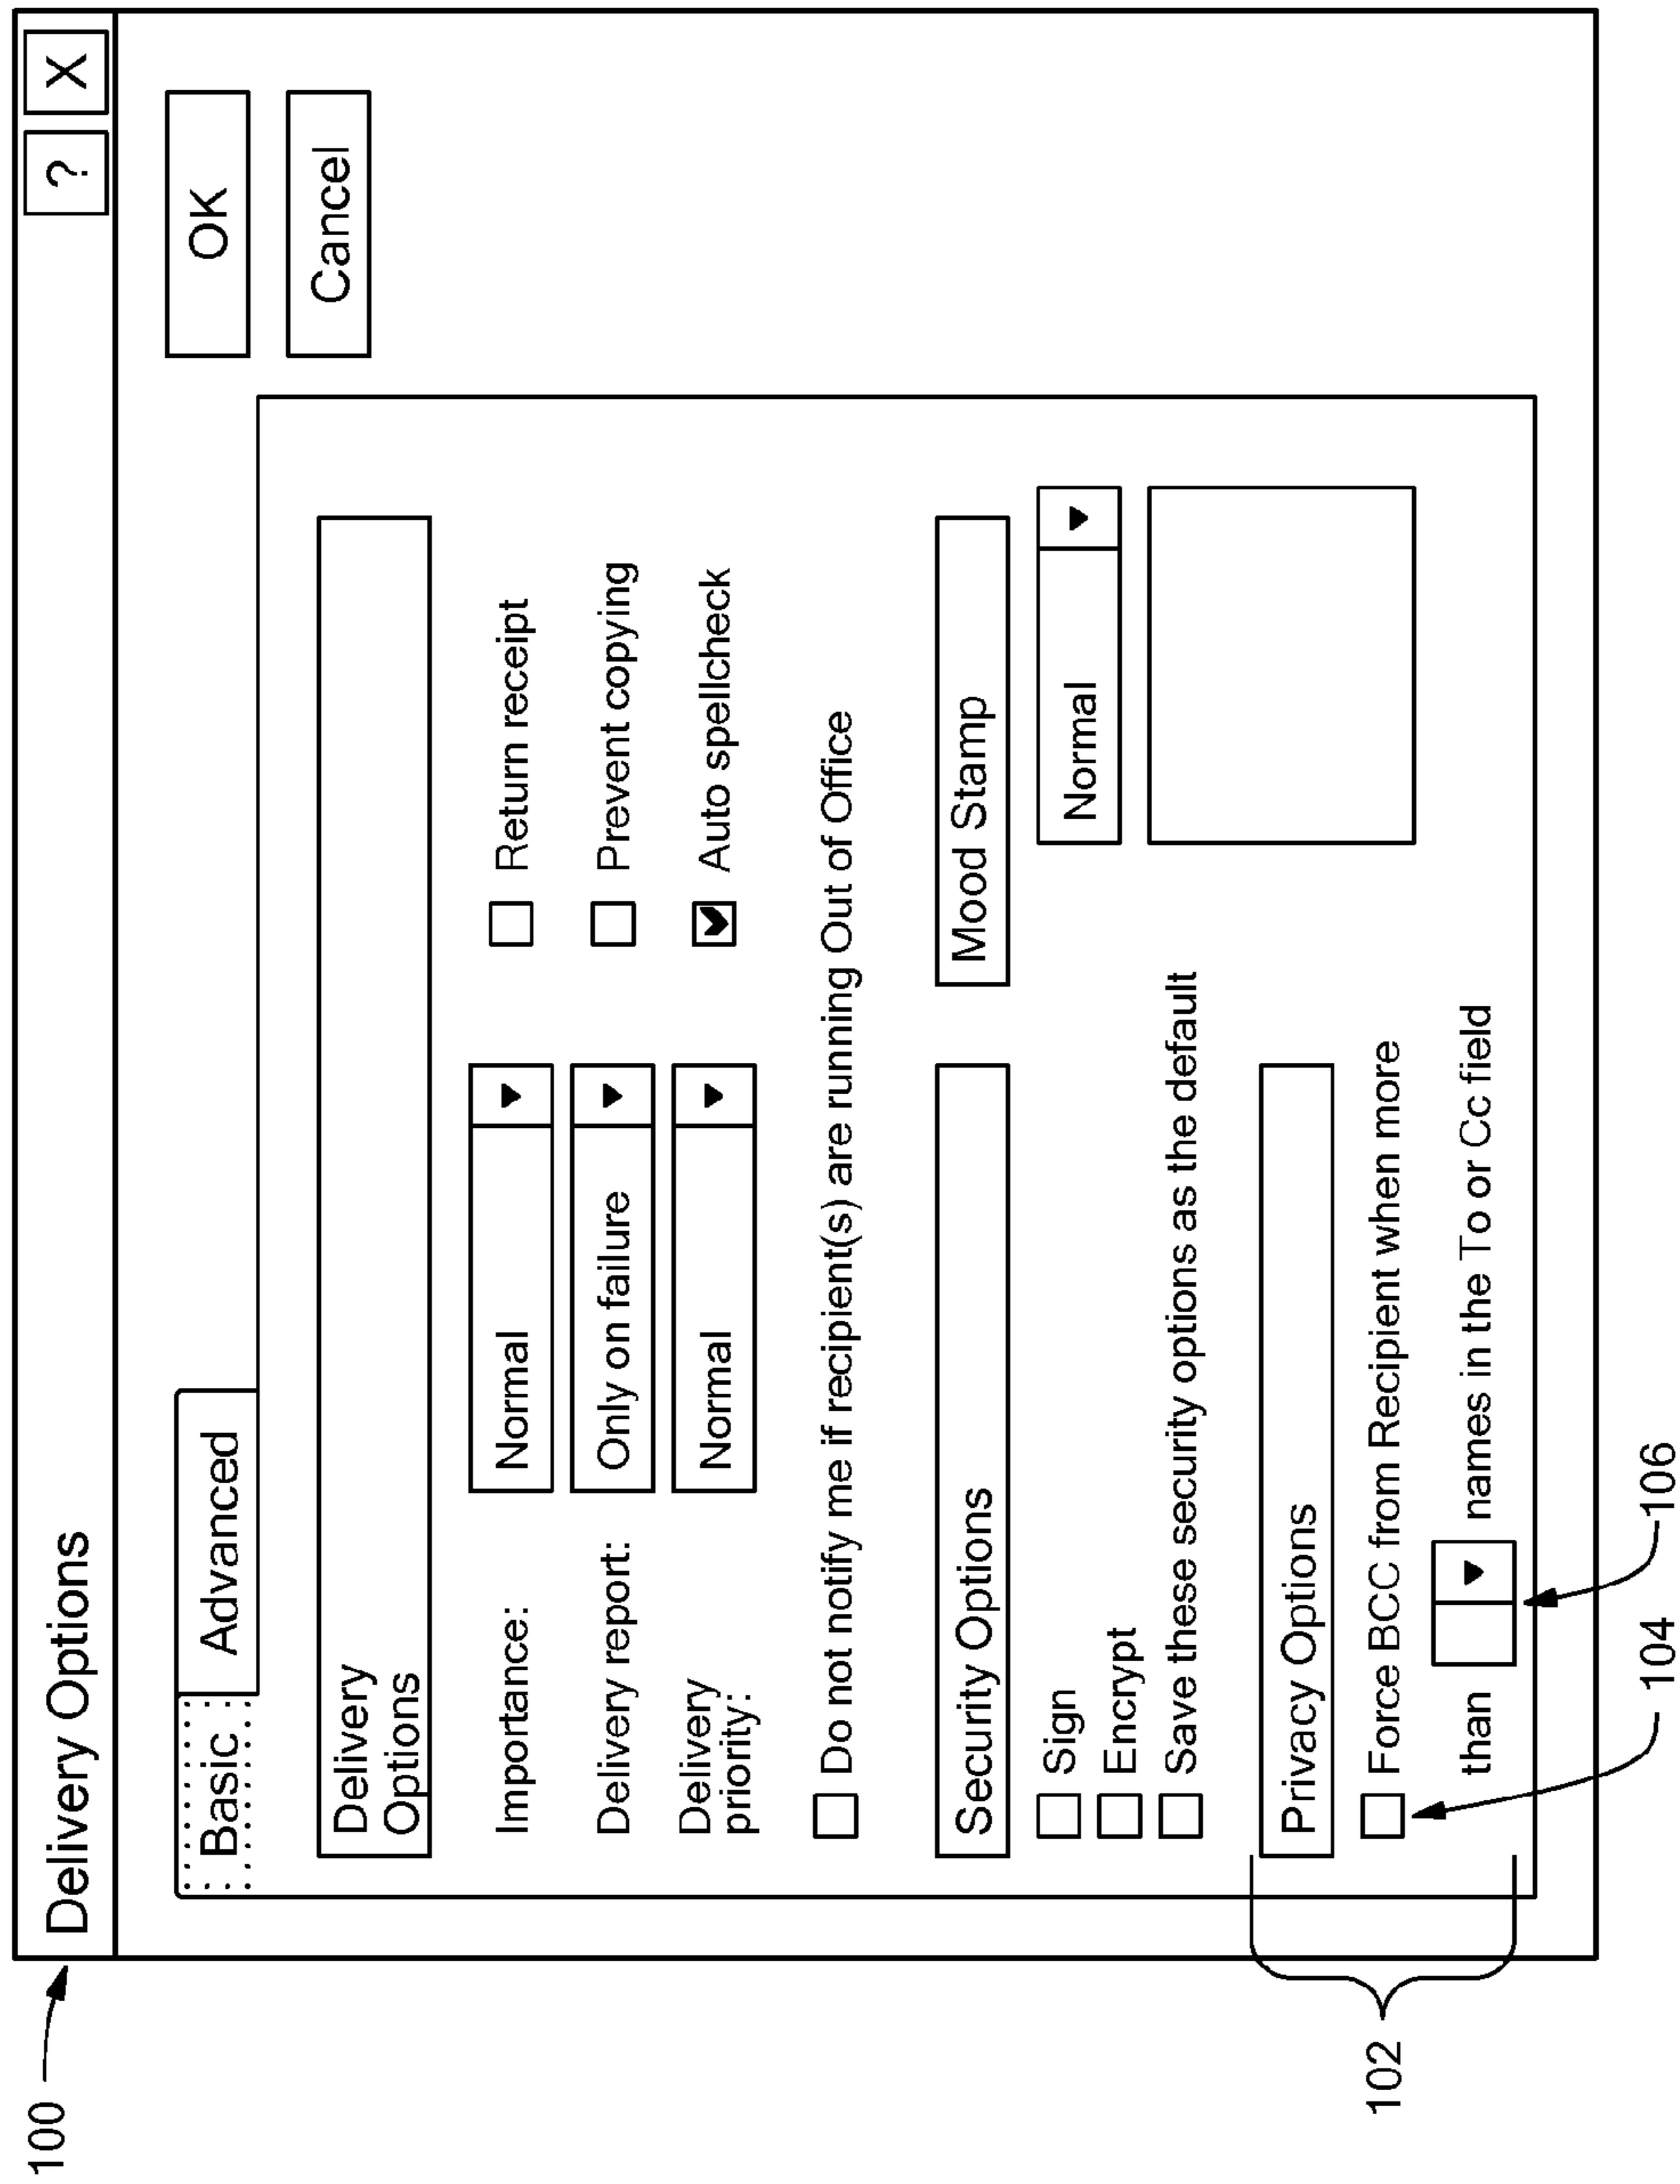 100
Delivery Options ? X
Basic Advanced
OK
Cancel
Delivery
Options
Importance: Normal Return receipt
Delivery report: Only on failure Prevent copying
Delivery
priority: Normal Auto spellcheck
Do not notify me if recipient(s) are running Out of Office
Security Options Mood Stamp
Sign Normal
Encrypt
Save these security options as the default
102
Privacy Options
Force BCC from Recipient when more
than names in the To or Cc field
104
106